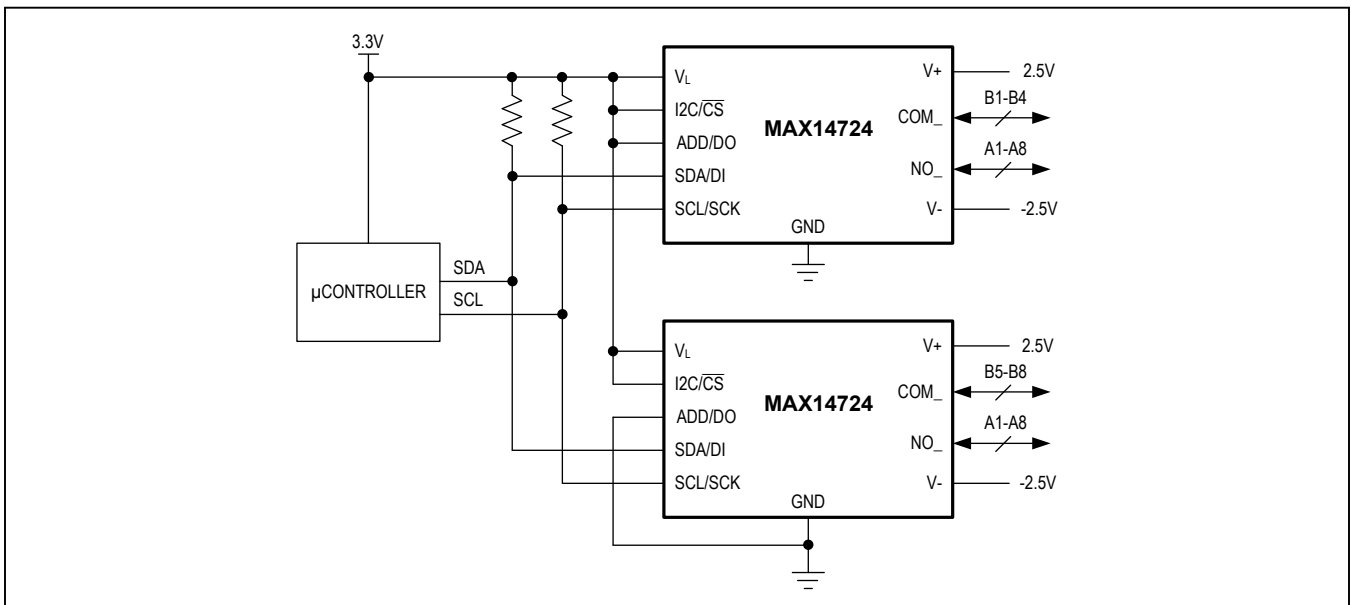 3.3V
VL
I2C/CS
ADD/DO
SDA/DI
SCL/SCK
MAX14724
GND
V+
COM_
NO_
V-
2.5V
B1-B4
A1-A8
-2.5V
µCONTROLLER
SDA
SCL
VL
I2C/CS
ADD/DO
SDA/DI
SCL/SCK
MAX14724
GND
V+
COM_
NO_
V-
2.5V
B5-B8
A1-A8
-2.5V